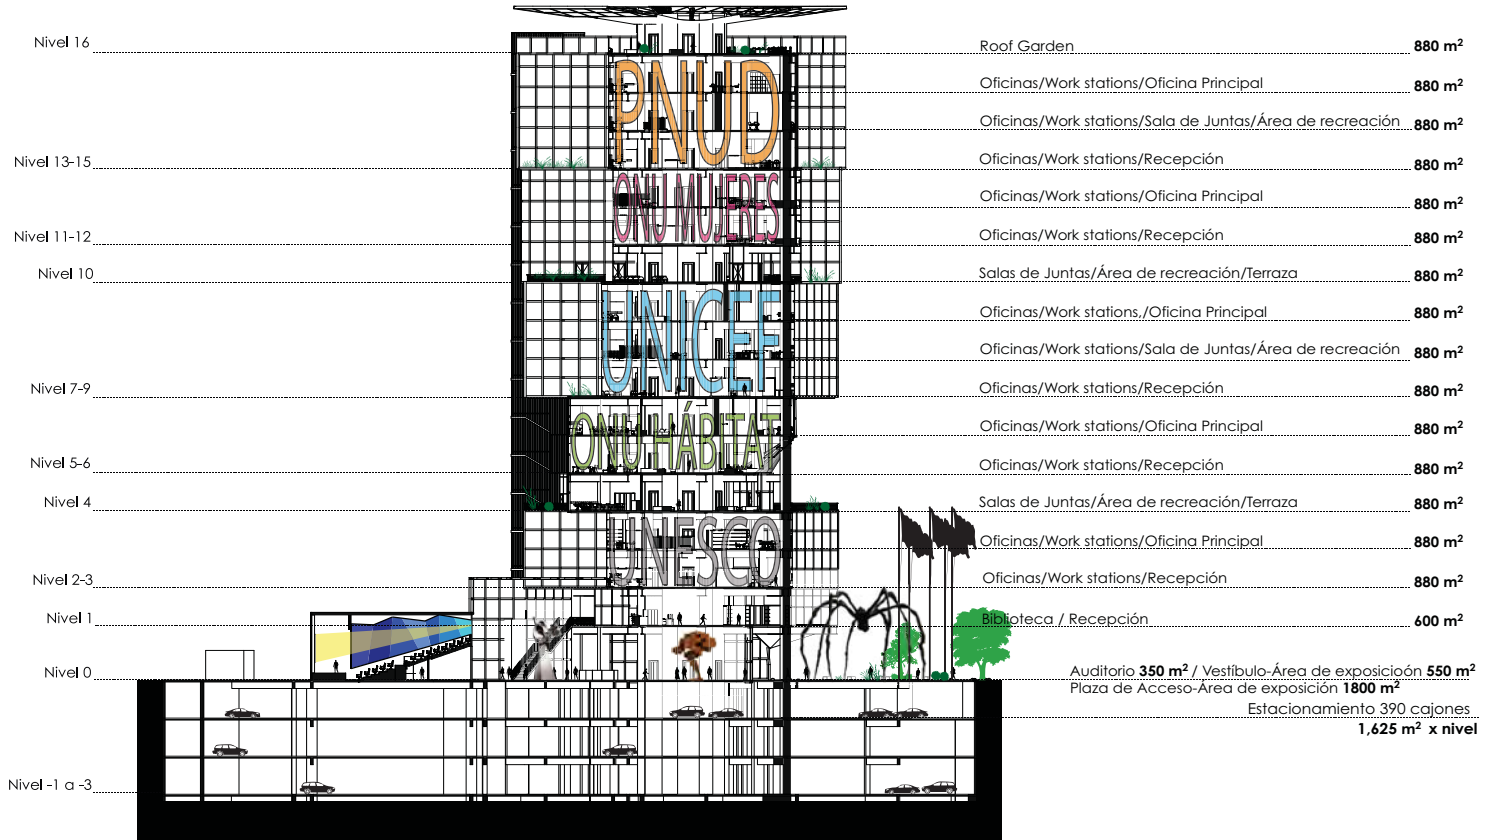 Nivel 16
Roof Garden 880 m²
PNUD
Oficinas/Work stations/Oficina Principal 880 m²
Oficinas/Work stations/Sala de Juntas/Área de recreación 880 m²
Nivel 13-15
Oficinas/Work stations/Recepción 880 m²
ONU MUJERES
Oficinas/Work stations/Oficina Principal 880 m²
Nivel 11-12
Oficinas/Work stations/Recepción 880 m²
Nivel 10
Salas de Juntas/Área de recreación/Terraza 880 m²
UNICEF
Oficinas/Work stations,/Oficina Principal 880 m²
Oficinas/Work stations/Sala de Juntas/Área de recreación 880 m²
Nivel 7-9
Oficinas/Work stations/Recepción 880 m²
ONU HÁBITAT
Oficinas/Work stations/Oficina Principal 880 m²
Nivel 5-6
Oficinas/Work stations/Recepción 880 m²
Nivel 4
Salas de Juntas/Área de recreación/Terraza 880 m²
UNESCO
Oficinas/Work stations/Oficina Principal 880 m²
Nivel 2-3
Oficinas/Work stations/Recepción 880 m²
Nivel 1
Biblioteca / Recepción 600 m²
Nivel 0
Auditorio 350 m² / Vestíbulo-Área de exposicioón 550 m²
Plaza de Acceso-Área de exposición 1800 m²
Estacionamiento 390 cajones
1,625 m² x nivel
Nivel -1 a -3